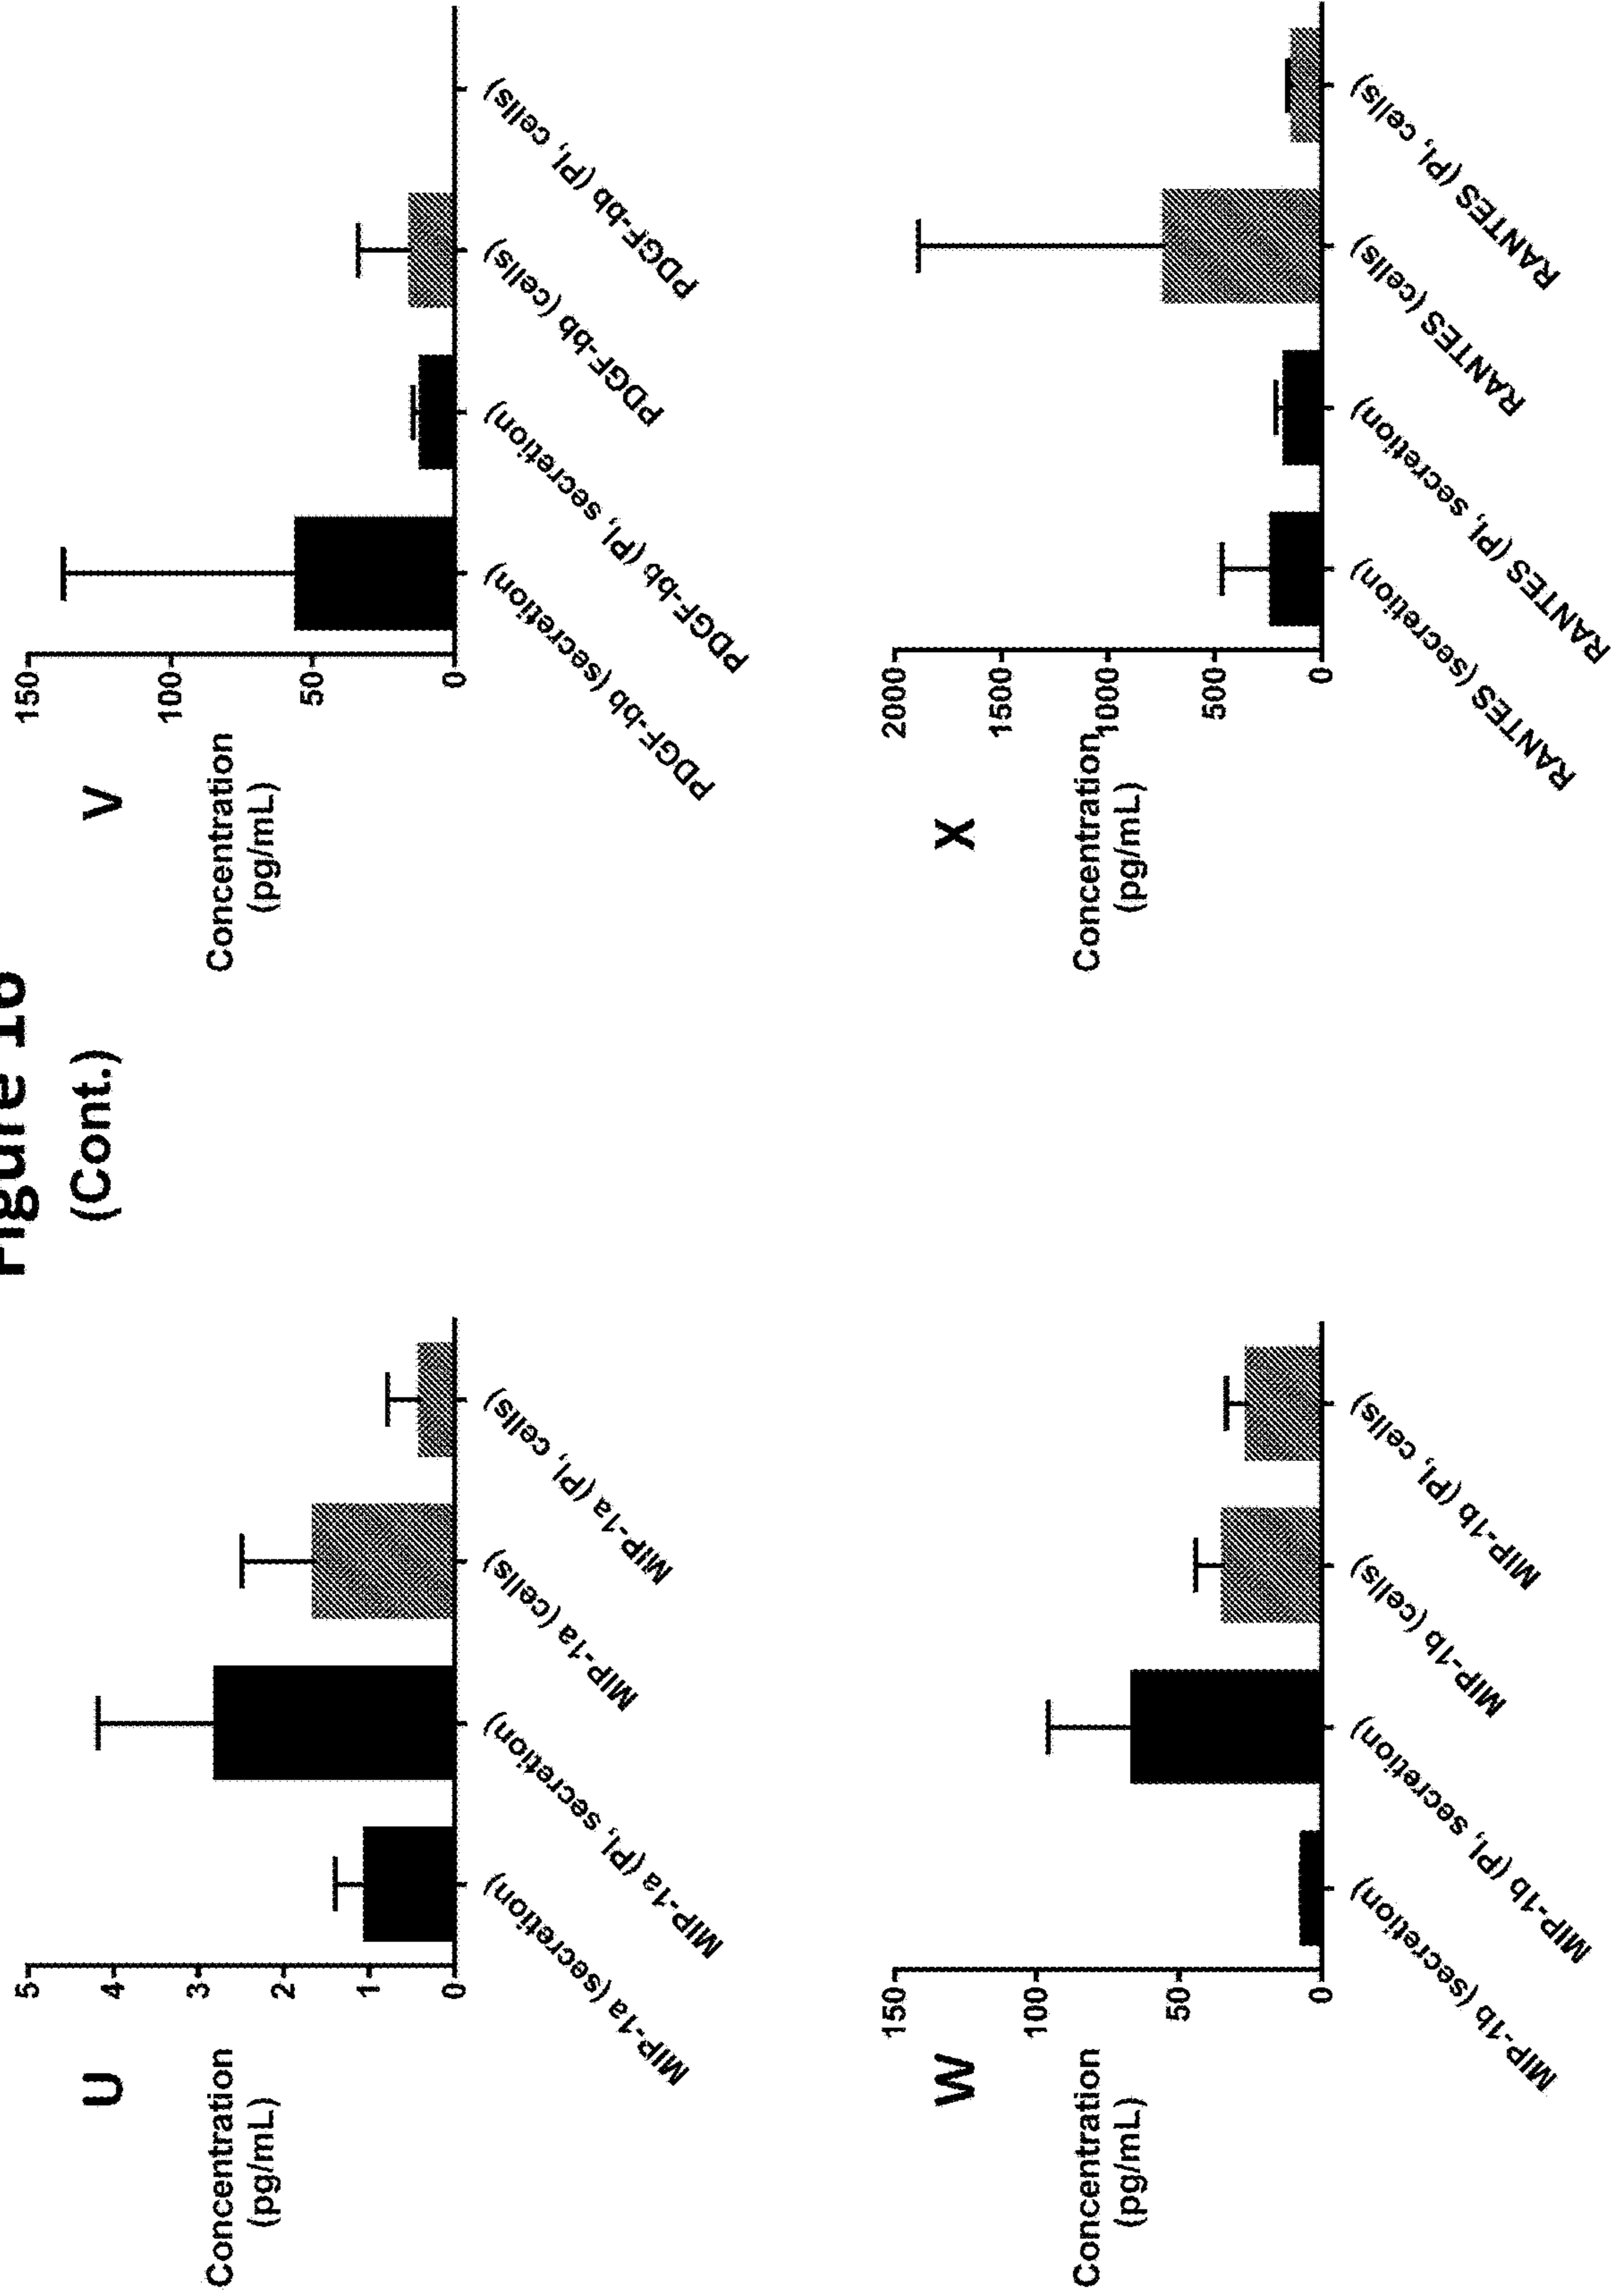 Figure 16
(Cont.)
U
Concentration
(pg/mL)
5
4
3
2
1
0
MIP-1a (secretion)
MIP-1a (PI, secretion)
MIP-1a (cells)
MIP-1a (PI, cells)
V
Concentration
(pg/mL)
150
100
50
0
PDGF-bb (secretion)
PDGF-bb (PI, secretion)
PDGF-bb (cells)
PDGF-bb (PI, cells)
W
Concentration
(pg/mL)
150
100
50
0
MIP-1b (secretion)
MIP-1b (PI, secretion)
MIP-1b (cells)
MIP-1b (PI, cells)
X
Concentration
(pg/mL)
2000
1500
1000
500
0
RANTES (secretion)
RANTES (PI, secretion)
RANTES (cells)
RANTES (PI, cells)